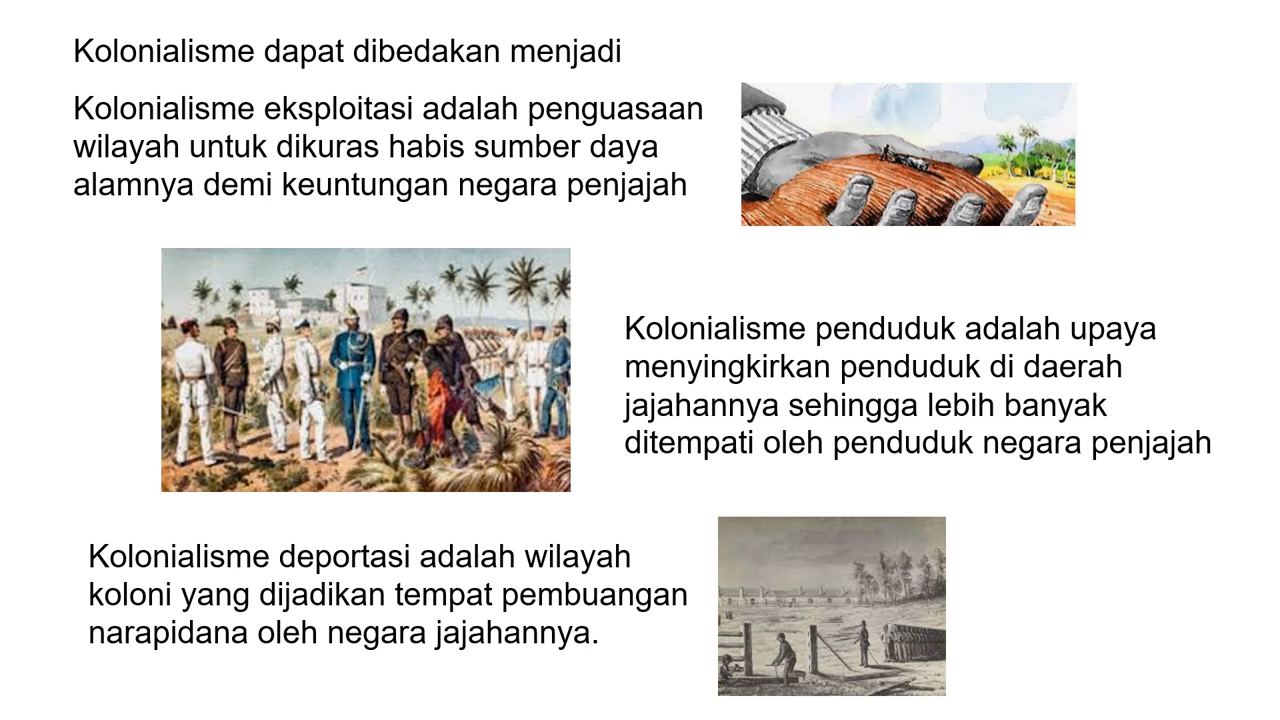 Kolonialisme dapat dibedakan menjadi
Kolonialisme eksploitasi adalah penguasaan
wilayah untuk dikuras habis sumber daya
alamnya demi keuntungan negara penjajah
Kolonialisme penduduk adalah upaya
menyingkirkan penduduk di daerah
jajahannya sehingga lebih banyak
ditempati oleh penduduk negara penjajah
Kolonialisme deportasi adalah wilayah
koloni yang dijadikan tempat pembuangan
narapidana oleh negara jajahannya.